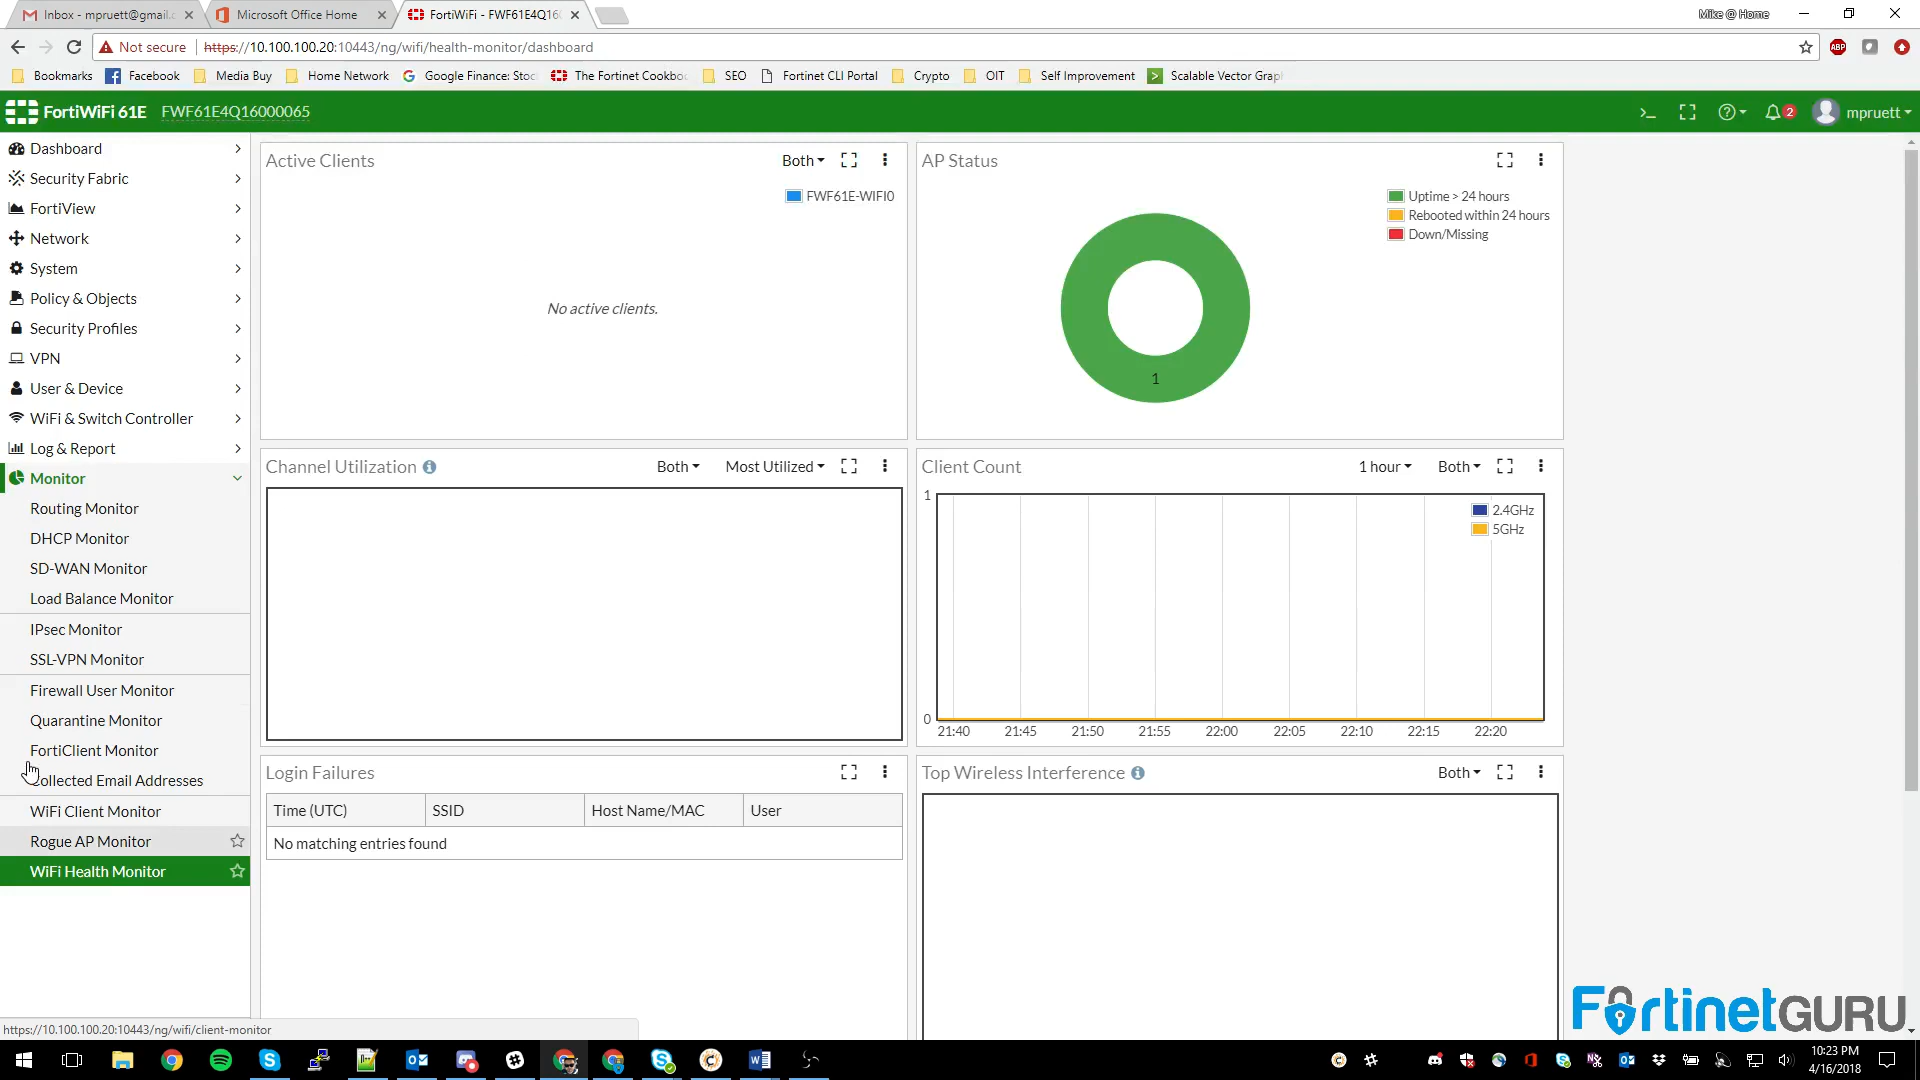 Inbox - mpruett@gmail.c
Microsoft Office Home
FortiWiFi - FWF61E4Q16
Mike @ Home
Not secure https://10.100.100.20:10443/ng/wifi/health-monitor/dashboard
ABP
Bookmarks Facebook Media Buy Home Network Google Finance: Stoc The Fortinet Cookbo SEO Fortinet CLI Portal Crypto OIT Self Improvement Scalable Vector Grap
FortiWiFi 61E FWF61E4Q16000065
2 mpruett
Dashboard
Security Fabric
FortiView
Network
System
Policy & Objects
Security Profiles
VPN
User & Device
WiFi & Switch Controller
Log & Report
Monitor
Routing Monitor
DHCP Monitor
SD-WAN Monitor
Load Balance Monitor
IPsec Monitor
SSL-VPN Monitor
Firewall User Monitor
Quarantine Monitor
FortiClient Monitor
Collected Email Addresses
WiFi Client Monitor
Rogue AP Monitor
WiFi Health Monitor
Active Clients Both
FWF61E-WIFI0
No active clients.
AP Status
Uptime > 24 hours
Rebooted within 24 hours
Down/Missing
1
Channel Utilization Both Most Utilized
Client Count 1 hour Both
1
2.4GHz
5GHz
0
21:40 21:45 21:50 21:55 22:00 22:05 22:10 22:15 22:20
Login Failures
Time (UTC) SSID Host Name/MAC User
No matching entries found
Top Wireless Interference Both
FortinetGURU
https://10.100.100.20:10443/ng/wifi/client-monitor
10:23 PM
4/16/2018